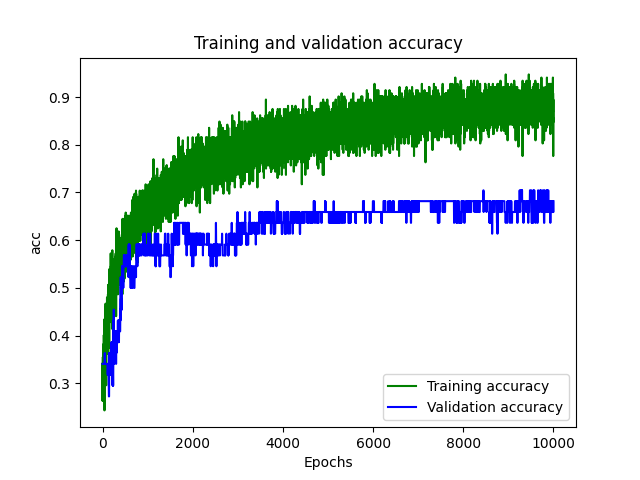 Training and validation accuracy
acc
0.9
0.8
0.7
0.6
0.5
0.4
0.3
0
2000
4000
6000
8000
10000
Epochs
Training accuracy
Validation accuracy